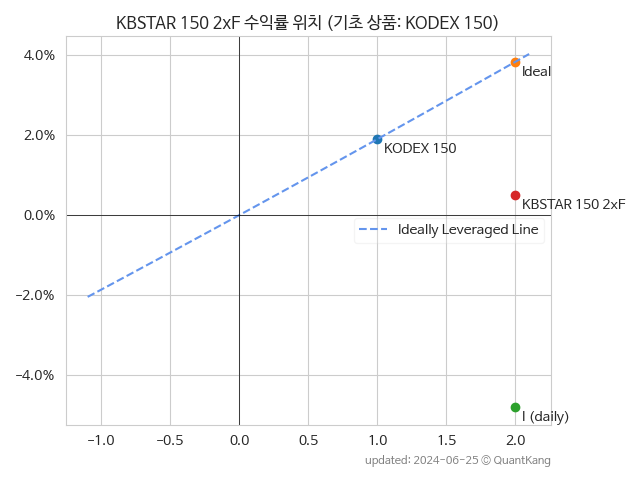 KBSTAR 150 2xF 수익률 위치 (기초 상품: KODEX 150)
4.0%
Ideal
2.0%
KODEX 150
KBSTAR 150 2xF
0.0%
Ideally Leveraged Line
−2.0%
−4.0%
I (daily)
−1.0 −0.5 0.0 0.5 1.0 1.5 2.0
updated: 2024-06-25 © QuantKang